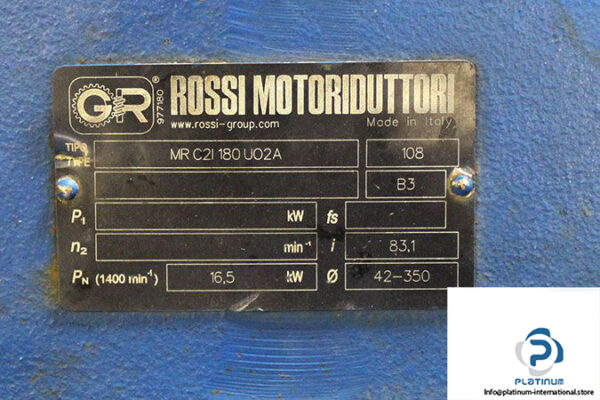 GR
®
977180
ROSSI MOTORIDUTTORI
www.rossi-group.com
Made in Italy
TIPO
TYPE
MR C2I 180 UO2A
108
B3
P1 kW fs
n2 min-1 i 83,1
PN (1400 min-1) 16,5 kW Ø 42-350
P
PLATINUM
Info@platinum-international.store